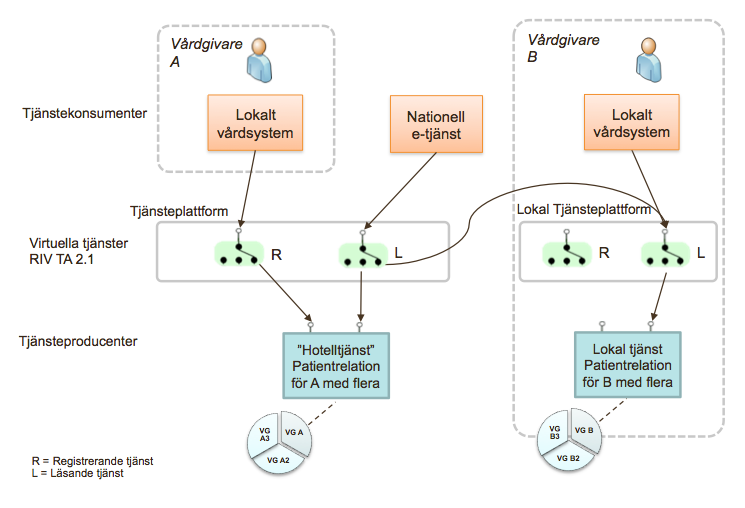 Vårdgivare
A
Vårdgivare
B
Tjänstekonsumenter
Lokalt
vårdsystem
Nationell
e-tjänst
Lokalt
vårdsystem
Tjänsteplattform
Lokal Tjänsteplattform
Virtuella tjänster
RIV TA 2.1
R
L
R
L
Tjänsteproducenter
"Hotelltjänst"
Patientrelation
för A med flera
Lokal tjänst
Patientrelation
för B med flera
VG
A3
VG A
VG A2
VG
B3
VG B
VG B2
R = Registrerande tjänst
L = Läsande tjänst